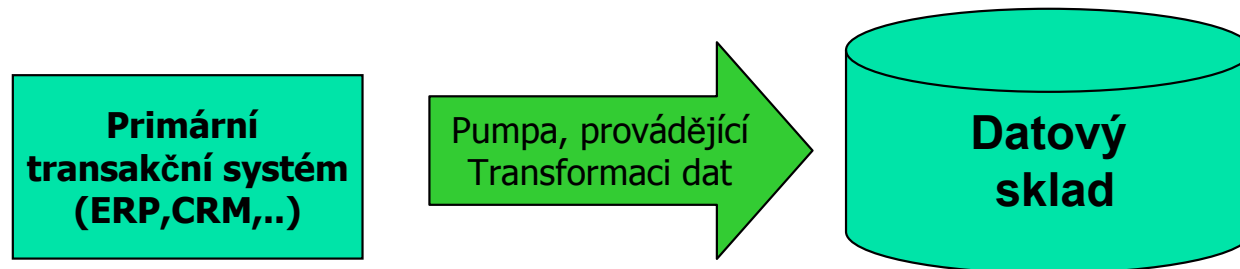 Primární
transakční systém
(ERP,CRM,..)
Pumpa, provádějící
Transformaci dat
Datový
sklad